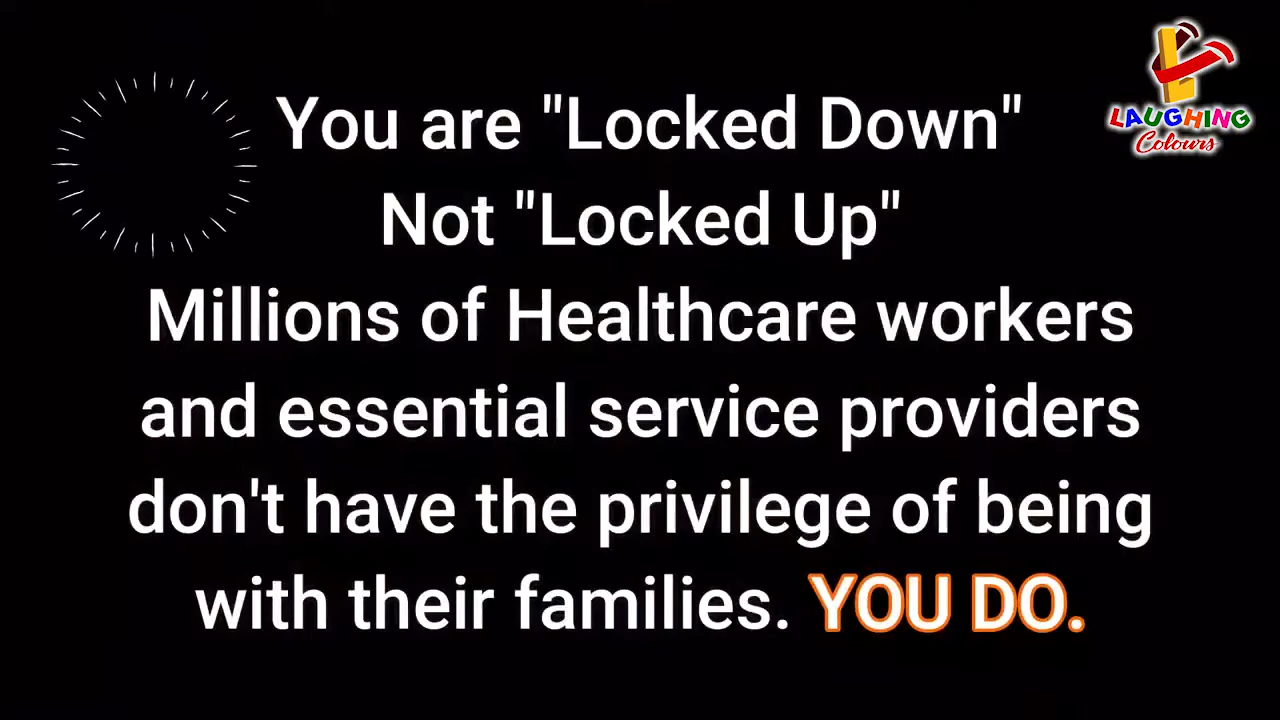 You are "Locked Down"
Not "Locked Up"
Millions of Healthcare workers
and essential service providers
don't have the privilege of being
with their families. YOU DO.
LAUGHING
Colours